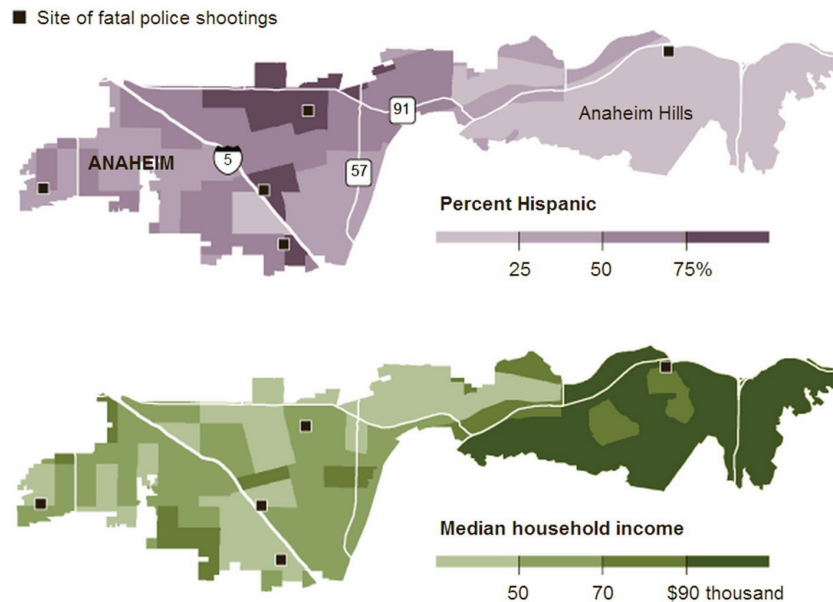 Site of fatal police shootings
91
Anaheim Hills
ANAHEIM
5
57
Percent Hispanic
25 50 75%
Median household income
50 70 $90 thousand